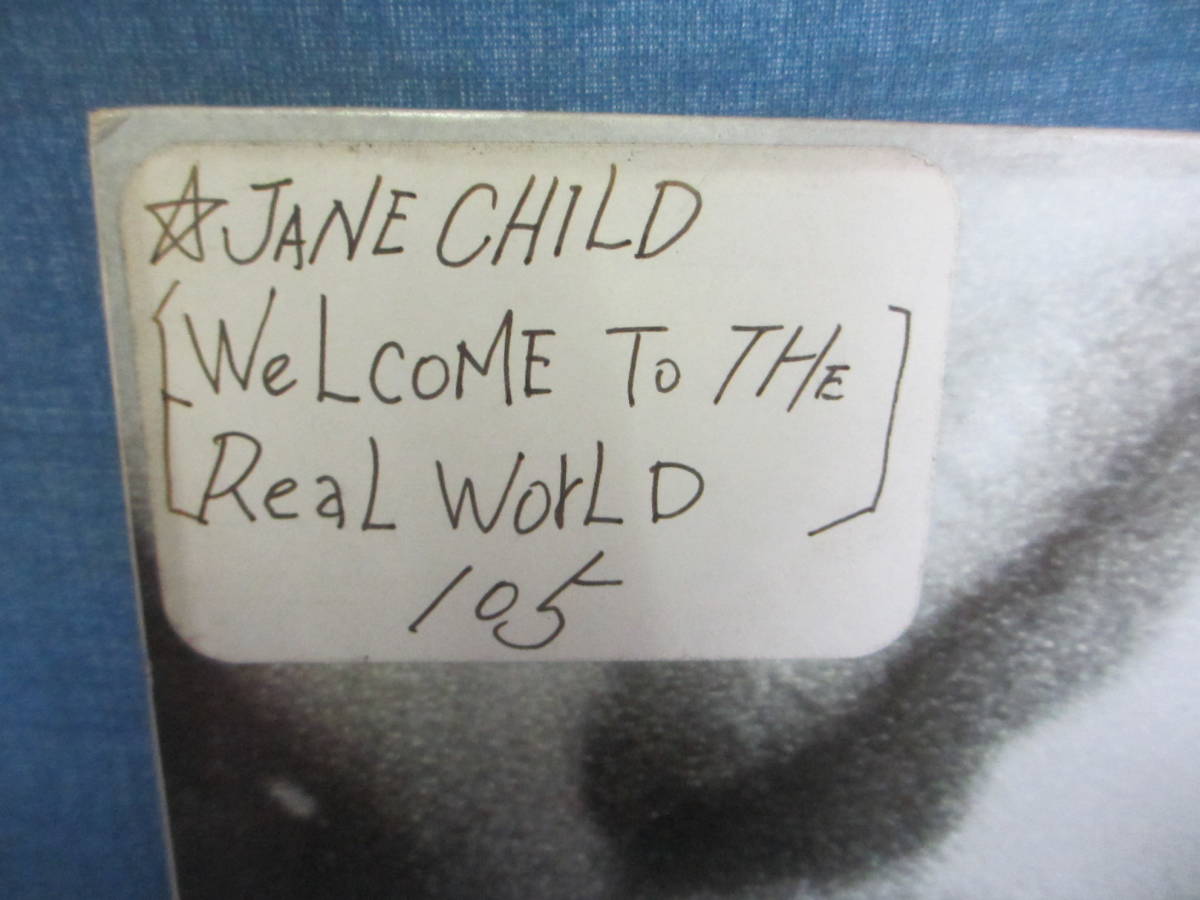 ☆JANE CHILD
[WeLCOME To THE
ReaL WorLD]
105